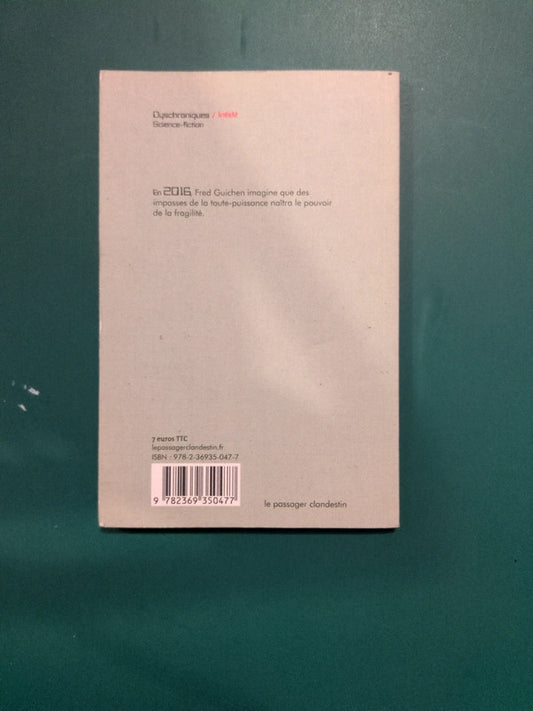 Dyschroniques / Inédit
Science-fiction
En 2016, Fred Guichen imagine que des
impasses de la toute-puissance naîtra le pouvoir
de la fragilité.
7 euros TTC
lepassagerclandestin.fr
ISBN : 978-2-36935-047-7
9 782369 350477
le passager clandestin